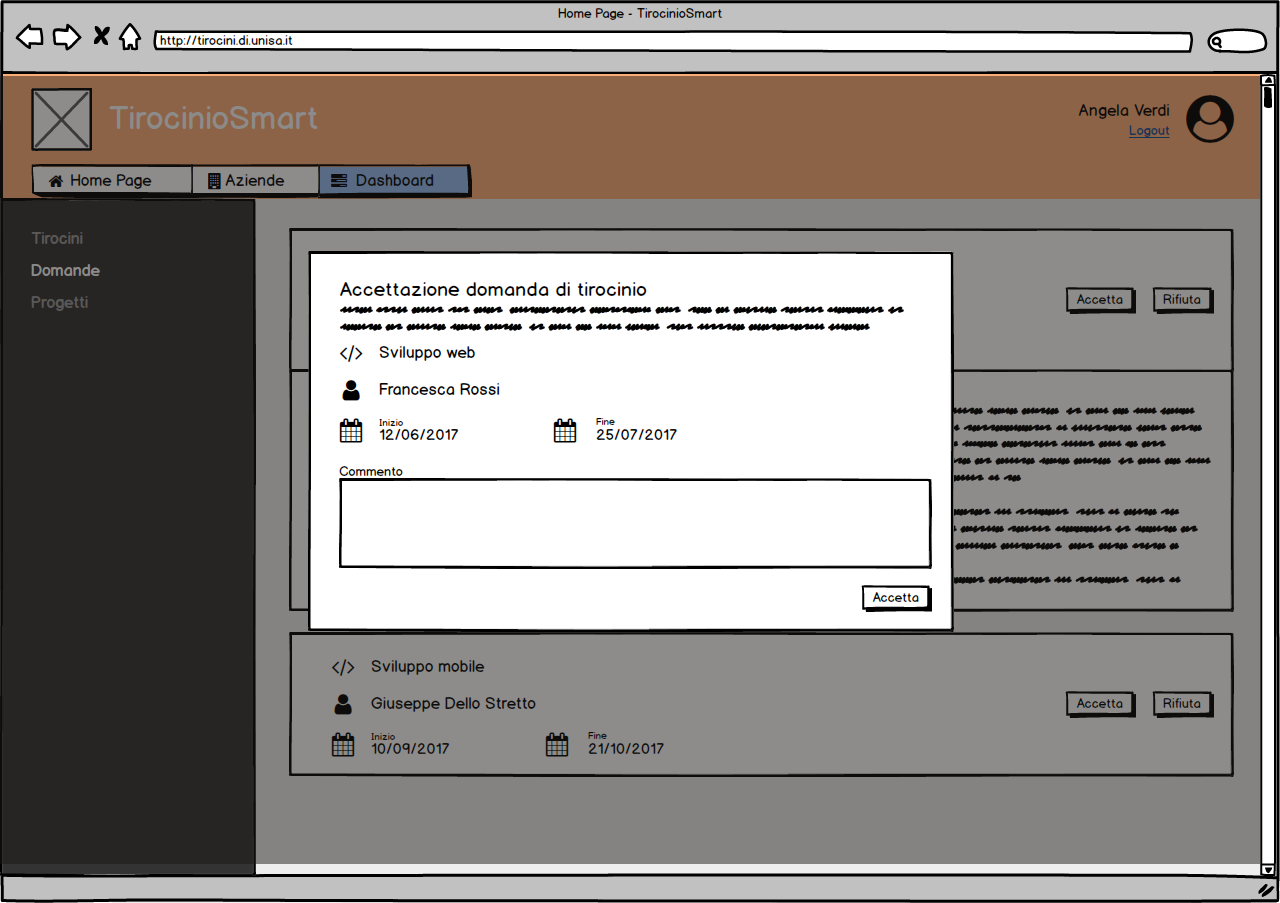 Home Page - TirocinioSmart
http://tirocini.di.unisa.it
TirocinioSmart
Angela Verdi
Logout
Home Page
Aziende
Dashboard
Tirocini
Domande
Progetti
Accetta
Rifiuta
Accettazione domanda di tirocinio
</> Sviluppo web
Francesca Rossi
Inizio
12/06/2017
Fine
25/07/2017
Commento
Accetta
</> Sviluppo mobile
Giuseppe Dello Stretto
Accetta
Rifiuta
Inizio
10/09/2017
Fine
21/10/2017